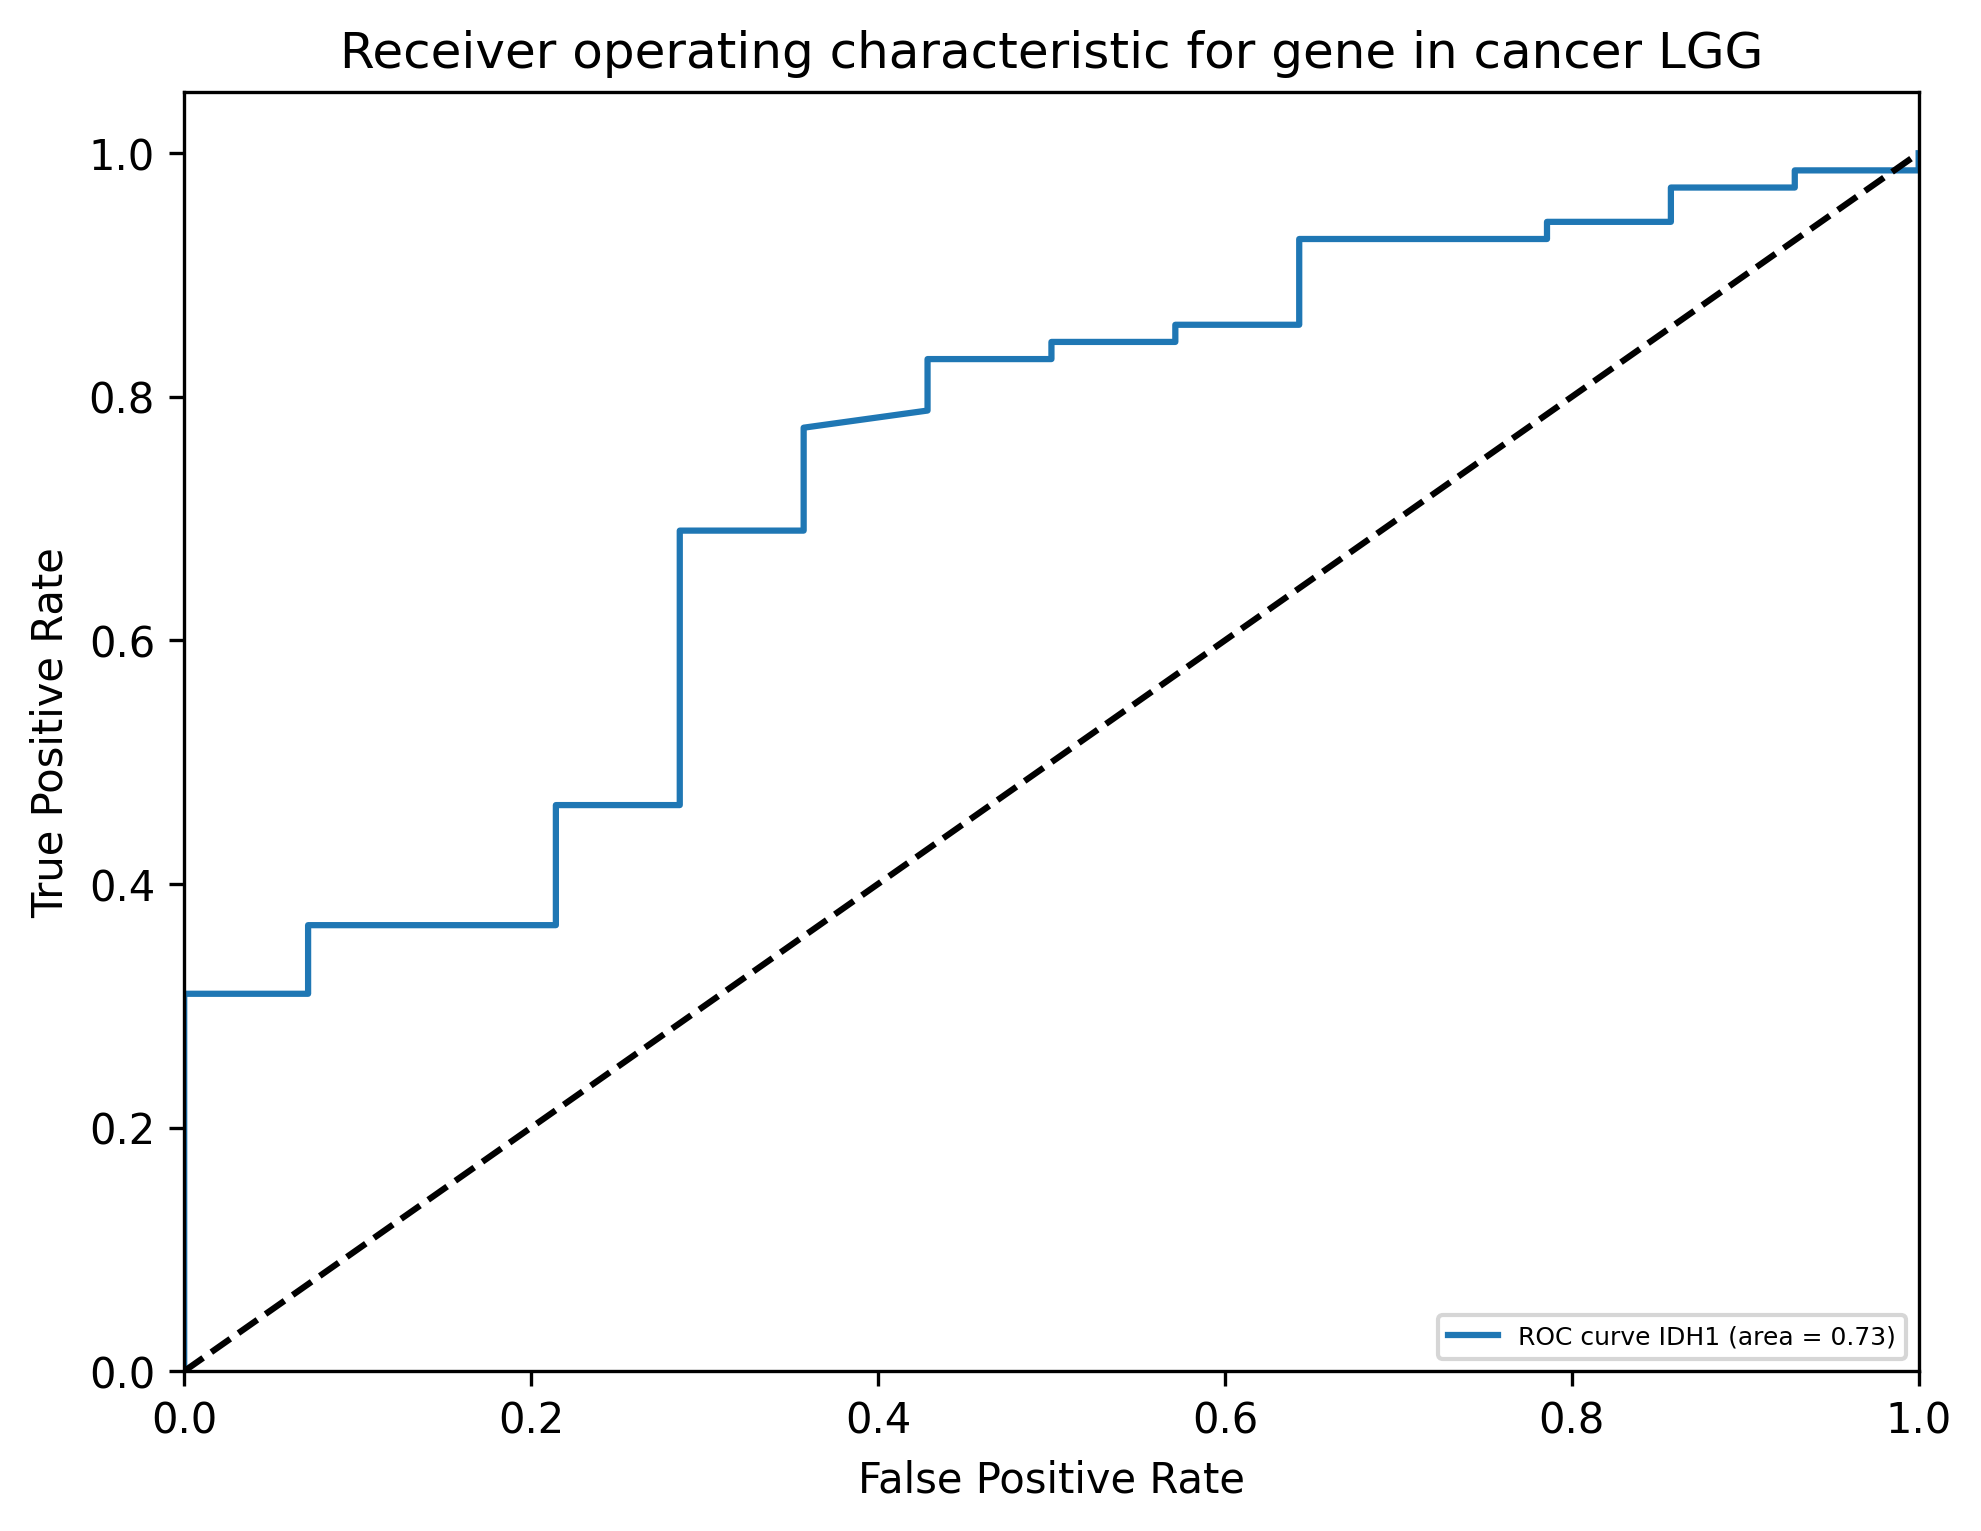 Receiver operating characteristic for gene in cancer LGG
True Positive Rate
1.0
0.8
0.6
0.4
0.2
0.0
ROC curve IDH1 (area = 0.73)
0.0 0.2 0.4 0.6 0.8 1.0
False Positive Rate